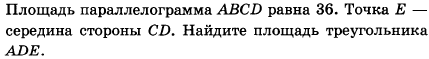 Площадь параллелограмма ABCD равна 36. Точка E —
середина стороны CD. Найдите площадь треугольника
ADE.